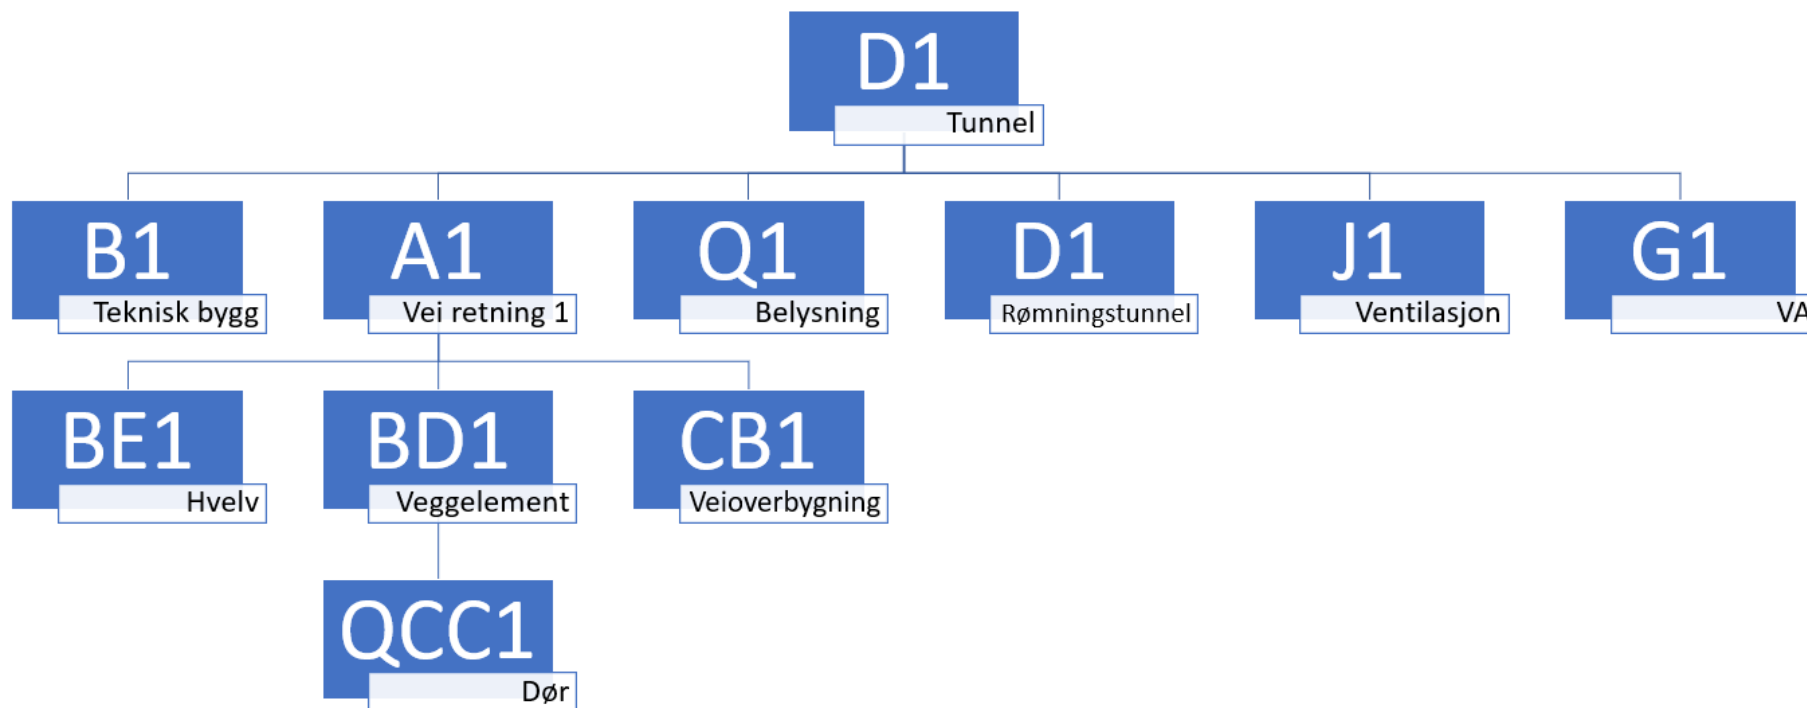 D1
Tunnel
B1
Teknisk bygg
A1
Vei retning 1
Q1
Belysning
D1
Rømningstunnel
J1
Ventilasjon
G1
VA
BE1
Hvelv
BD1
Veggelement
CB1
Veioverbygning
QCC1
Dør